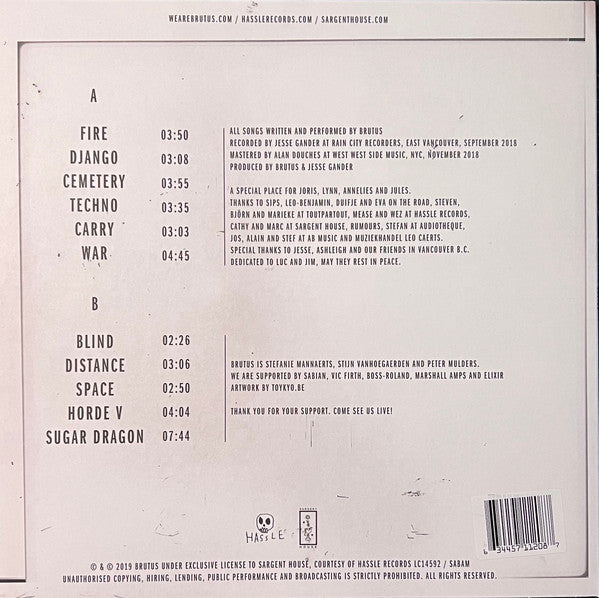 WEAREBRUTUS.COM / HASSLERECORDS.COM / SARGENTHOUSE.COM
A
FIRE 03:50
DJANGO 03:08
CEMETERY 03:55
TECHNO 03:35
CARRY 03:03
WAR 04:45
ALL SONGS WRITTEN AND PERFORMED BY BRUTUS
RECORDED BY JESSE GANDER AT RAIN CITY RECORDERS, EAST VANCOUVER, SEPTEMBER 2018
MASTERED BY ALAN DOUCHES AT WEST WEST SIDE MUSIC, NYC, NOVEMBER 2018
PRODUCED BY BRUTUS & JESSE GANDER
A SPECIAL PLACE FOR JORIS, LYNN, ANNELIES AND JULES.
THANKS TO SIPS, LEO-BENJAMIN, DUIFJE AND EVA ON THE ROAD, STEVEN,
BJÖRN AND MARIEKE AT TOUTPARTOUT, MEASE AND WEZ AT HASSLE RECORDS,
CATHY AND MARC AT SARGENT HOUSE, RUMOURS, STEFAN AT AUDIOTHEQUE,
JOS, ALAIN AND STEF AT AB MUSIC AND MUZIEKHANDEL LEO CAERTS.
SPECIAL THANKS TO JESSE, ASHLEIGH AND OUR FRIENDS IN VANCOUVER B.C.
DEDICATED TO LUC AND JIM, MAY THEY REST IN PEACE.
B
BLIND 02:26
DISTANCE 03:06
SPACE 02:50
HORDE V 04:04
SUGAR DRAGON 07:44
BRUTUS IS STEFANIE MANNAERTS, STIJN VANHOEGAERDEN AND PETER MULDERS.
WE ARE SUPPORTED BY SABIAN, VIC FIRTH, BOSS-ROLAND, MARSHALL AMPS AND ELIXIR
ARTWORK BY TOYKYO.BE
THANK YOU FOR YOUR SUPPORT. COME SEE US LIVE!
HASSLE
SARGENT
HOUSE
6 34457 11208 7
℗ & © 2019 BRUTUS UNDER EXCLUSIVE LICENSE TO SARGENT HOUSE, COURTESY OF HASSLE RECORDS LC14592 / SABAM
UNAUTHORISED COPYING, HIRING, LENDING, PUBLIC PERFORMANCE AND BROADCASTING IS STRICTLY PROHIBITED. ALL RIGHTS RESERVED.